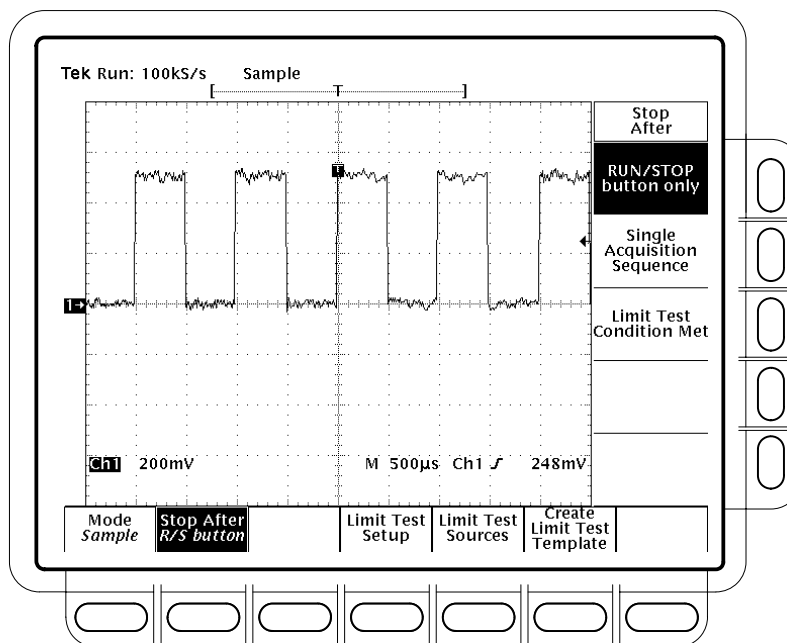 Tek Run: 100kS/s Sample
[ T ]
Stop
After
RUN/STOP
button only
Single
Acquisition
Sequence
Limit Test
Condition Met
T
1→
Ch1 200mV M 500µs Ch1 248mV
Mode
Sample
Stop After
R/S button
Limit Test
Setup
Limit Test
Sources
Create
Limit Test
Template